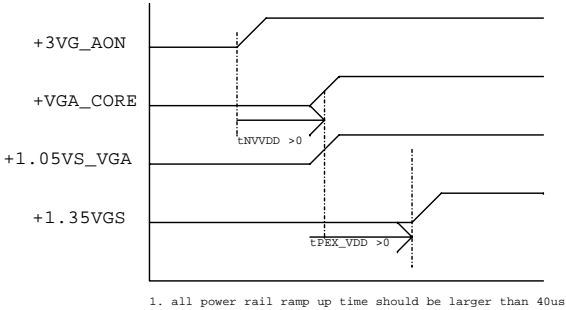 +3VG_AON
+VGA_CORE
tNVVDD >0
+1.05VS_VGA
+1.35VGS
tPEX_VDD >0
1. all power rail ramp up time should be larger than 40us